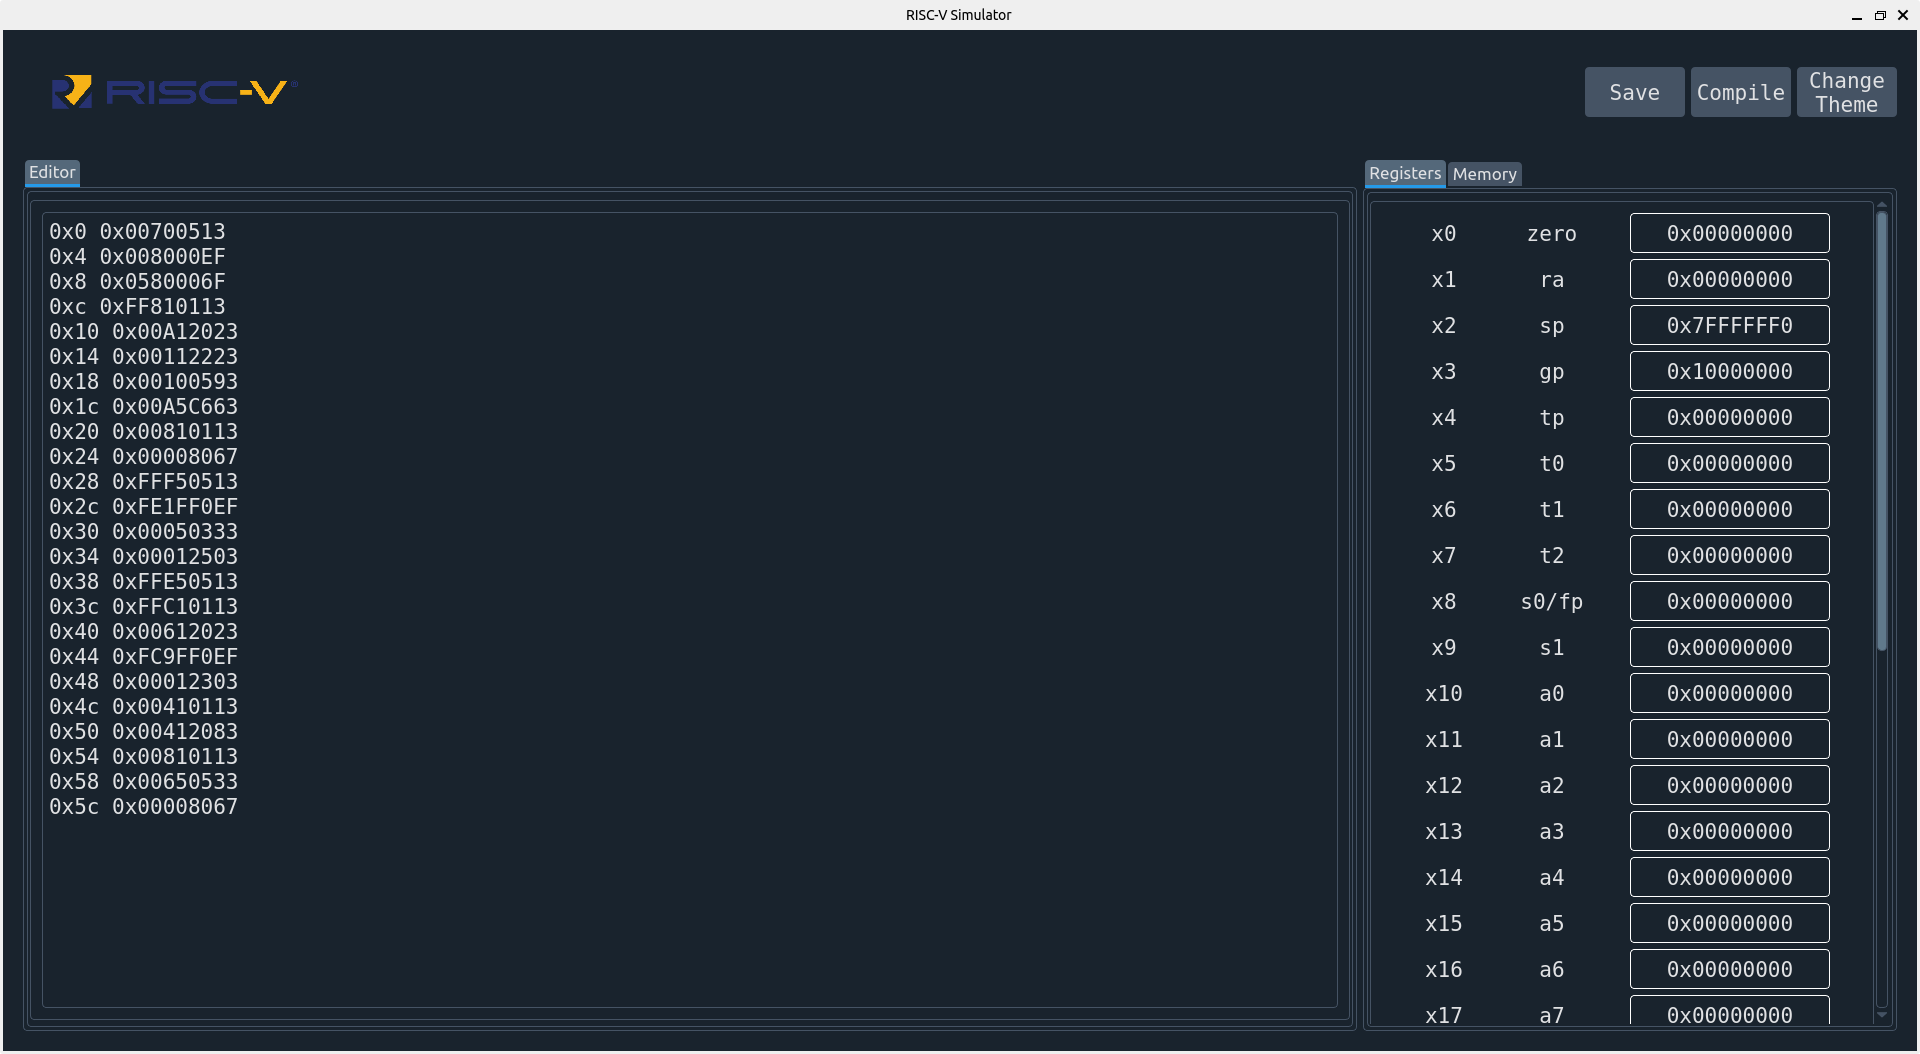 RISC-V Simulator
RISC-V®
Save
Compile
Change
Theme
Editor
Registers
Memory
0x0 0x00700513
0x4 0x008000EF
0x8 0x0580006F
0xc 0xFF810113
0x10 0x00A12023
0x14 0x00112223
0x18 0x00100593
0x1c 0x00A5C663
0x20 0x00810113
0x24 0x00008067
0x28 0xFFF50513
0x2c 0xFE1FF0EF
0x30 0x00050333
0x34 0x00012503
0x38 0xFFE50513
0x3c 0xFFC10113
0x40 0x00612023
0x44 0xFC9FF0EF
0x48 0x00012303
0x4c 0x00410113
0x50 0x00412083
0x54 0x00810113
0x58 0x00650533
0x5c 0x00008067
x0 zero 0x00000000
x1 ra 0x00000000
x2 sp 0x7FFFFFF0
x3 gp 0x10000000
x4 tp 0x00000000
x5 t0 0x00000000
x6 t1 0x00000000
x7 t2 0x00000000
x8 s0/fp 0x00000000
x9 s1 0x00000000
x10 a0 0x00000000
x11 a1 0x00000000
x12 a2 0x00000000
x13 a3 0x00000000
x14 a4 0x00000000
x15 a5 0x00000000
x16 a6 0x00000000
x17 a7 0x00000000